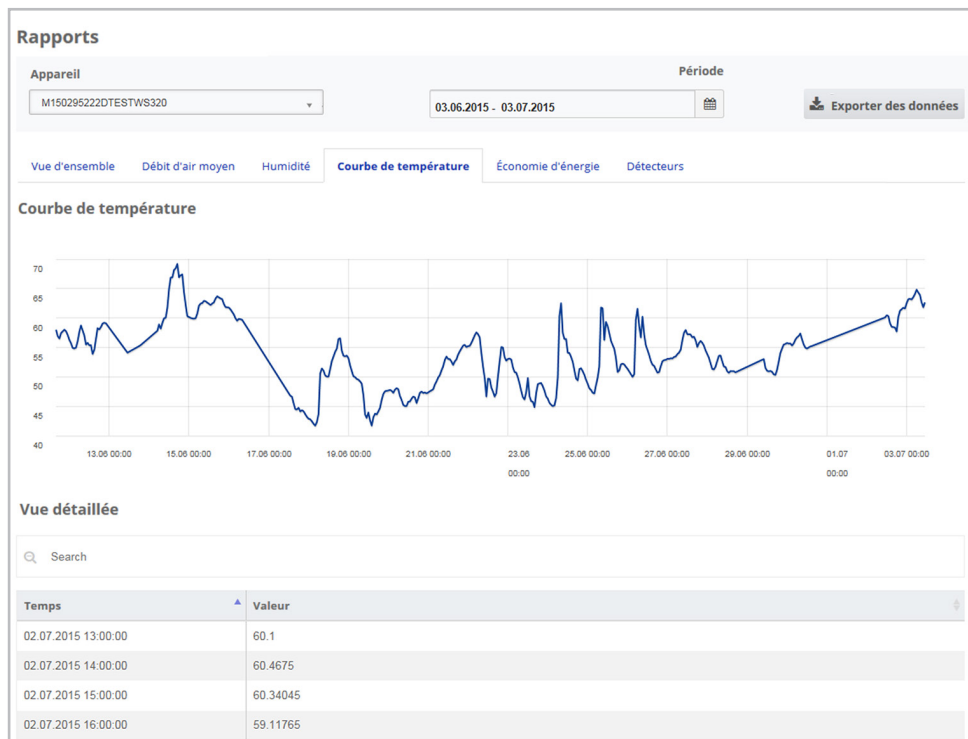 Rapports
Appareil
Période
M150295222DTESTWS320
03.06.2015 - 03.07.2015
Exporter des données
Vue d'ensemble Débit d'air moyen Humidité Courbe de température Économie d'énergie Détecteurs
Courbe de température
70
65
60
55
50
45
40
13.06 00:00 15.06 00:00 17.06 00:00 19.06 00:00 21.06 00:00 23.06 25.06 00:00 27.06 00:00 29.06 00:00 01.07 03.07 00:00
00:00 00:00
Vue détaillée
Search
Temps Valeur
02.07.2015 13:00:00 60.1
02.07.2015 14:00:00 60.4675
02.07.2015 15:00:00 60.34045
02.07.2015 16:00:00 59.11765